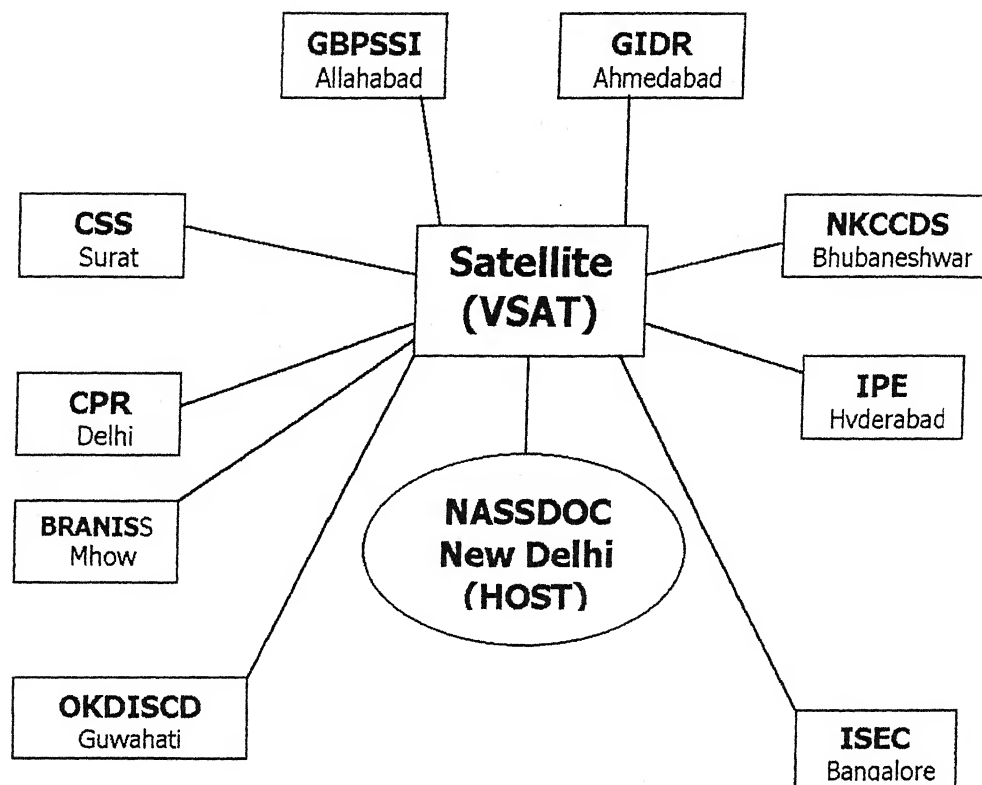 GBPSSI
Allahabad
GIDR
Ahmedabad
CSS
Surat
Satellite
(VSAT)
NKCCDS
Bhubaneshwar
CPR
Delhi
IPE
Hvderabad
BRANISS
Mhow
NASSDOC
New Delhi
(HOST)
OKDISCD
Guwahati
ISEC
Bangalore